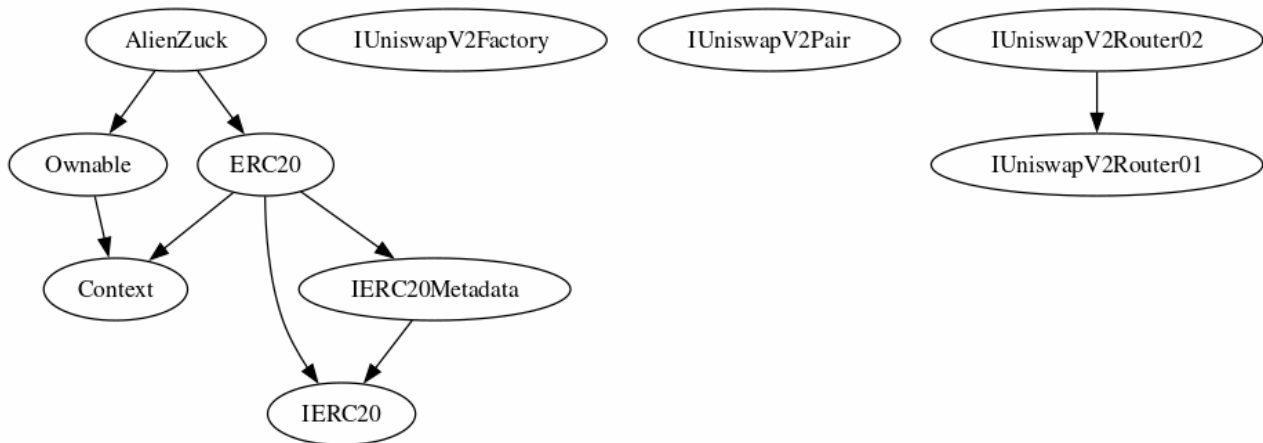 AlienZuck
IUniswapV2Factory
IUniswapV2Pair
IUniswapV2Router02
Ownable
ERC20
IUniswapV2Router01
Context
IERC20Metadata
IERC20